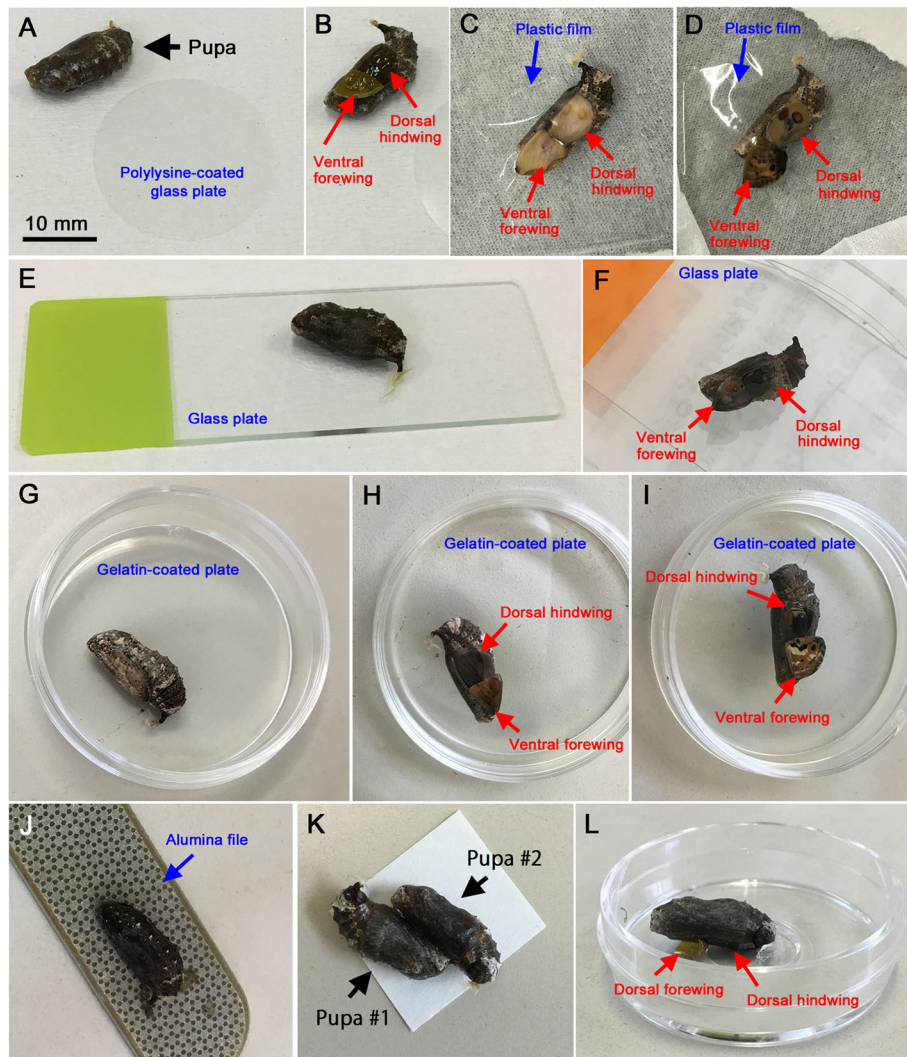 A
Pupa
Polylysine-coated
glass plate
10 mm
B
Ventral
forewing
Dorsal
hindwing
C
Plastic film
Dorsal
hindwing
Ventral
forewing
D
Plastic film
Dorsal
hindwing
Ventral
forewing
E
Glass plate
F
Glass plate
Ventral
forewing
Dorsal
hindwing
G
Gelatin-coated plate
H
Gelatin-coated plate
Dorsal hindwing
Ventral forewing
I
Gelatin-coated plate
Dorsal hindwing
Ventral forewing
J
Alumina file
K
Pupa #2
Pupa #1
L
Dorsal forewing
Dorsal hindwing